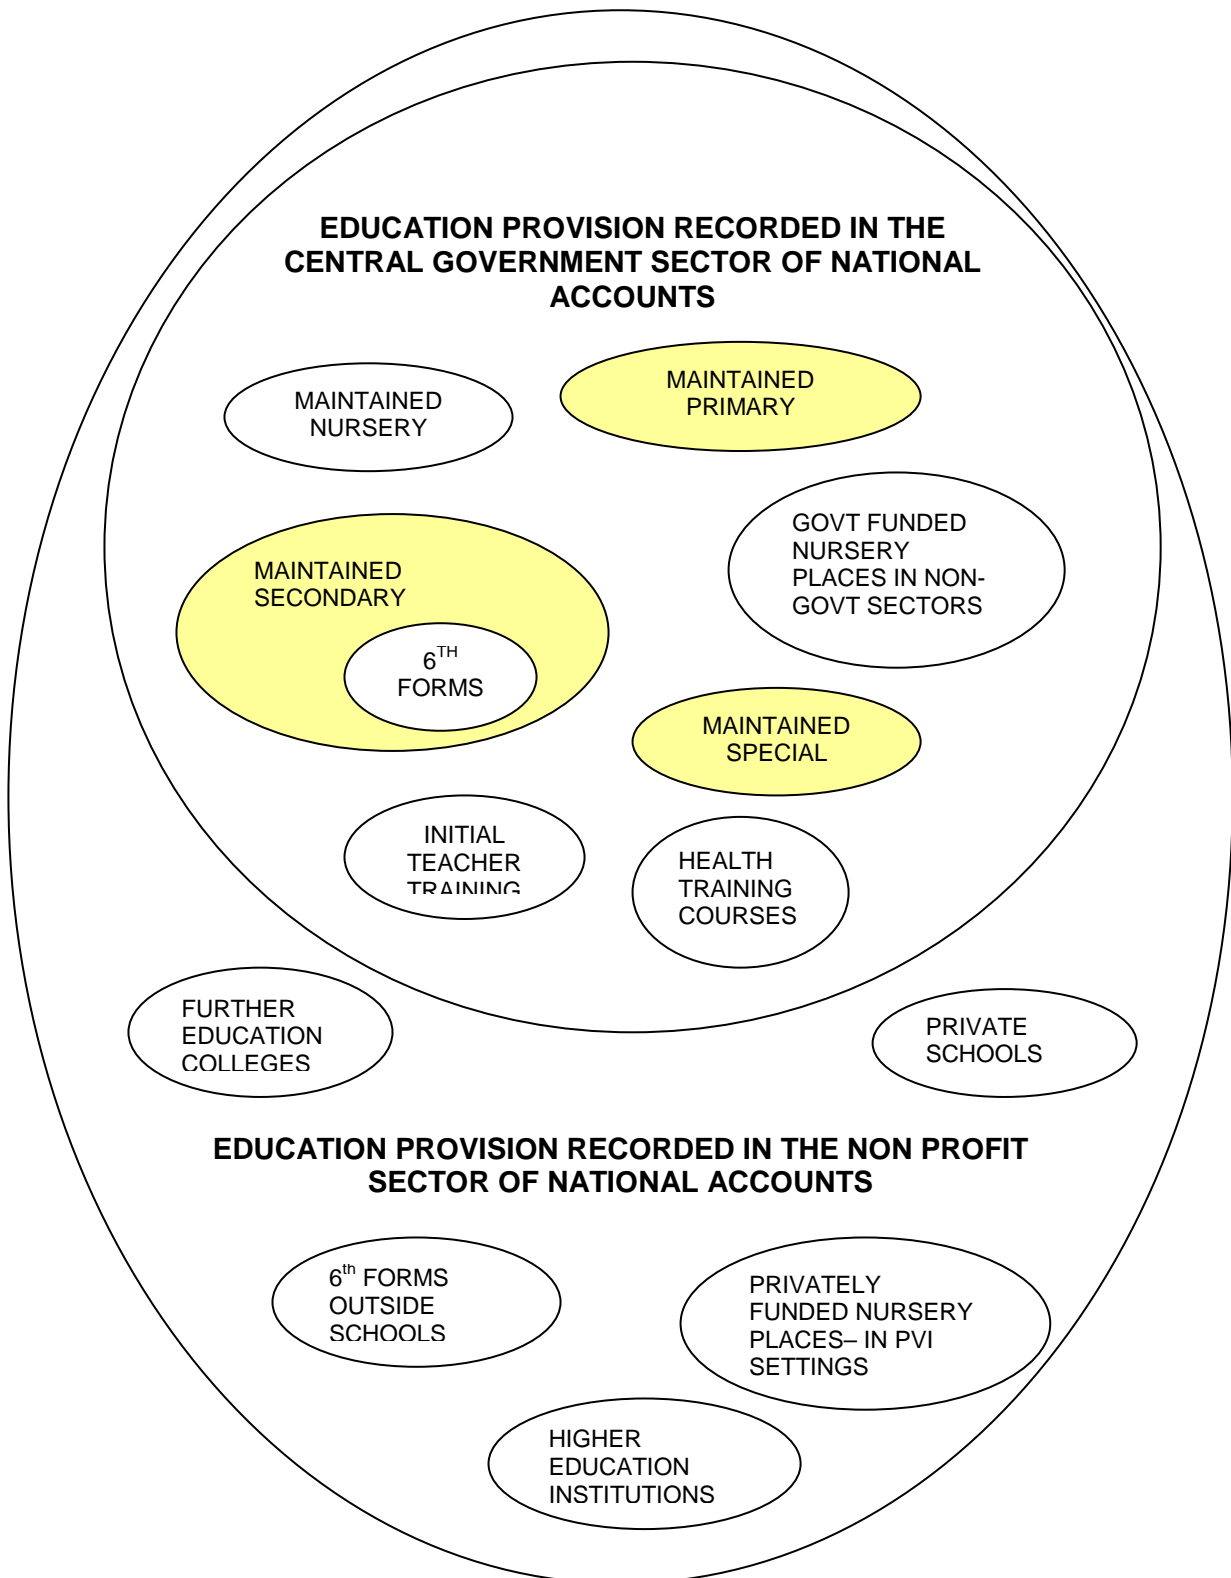 EDUCATION PROVISION RECORDED IN THE
CENTRAL GOVERNMENT SECTOR OF NATIONAL
ACCOUNTS
MAINTAINED
NURSERY
MAINTAINED
PRIMARY
GOVT FUNDED
NURSERY
PLACES IN NON-
GOVT SECTORS
MAINTAINED
SECONDARY
6TH
FORMS
MAINTAINED
SPECIAL
INITIAL
TEACHER
TRAINING
HEALTH
TRAINING
COURSES
FURTHER
EDUCATION
COLLEGES
PRIVATE
SCHOOLS
EDUCATION PROVISION RECORDED IN THE NON PROFIT
SECTOR OF NATIONAL ACCOUNTS
6th FORMS
OUTSIDE
SCHOOLS
PRIVATELY
FUNDED NURSERY
PLACES– IN PVI
SETTINGS
HIGHER
EDUCATION
INSTITUTIONS